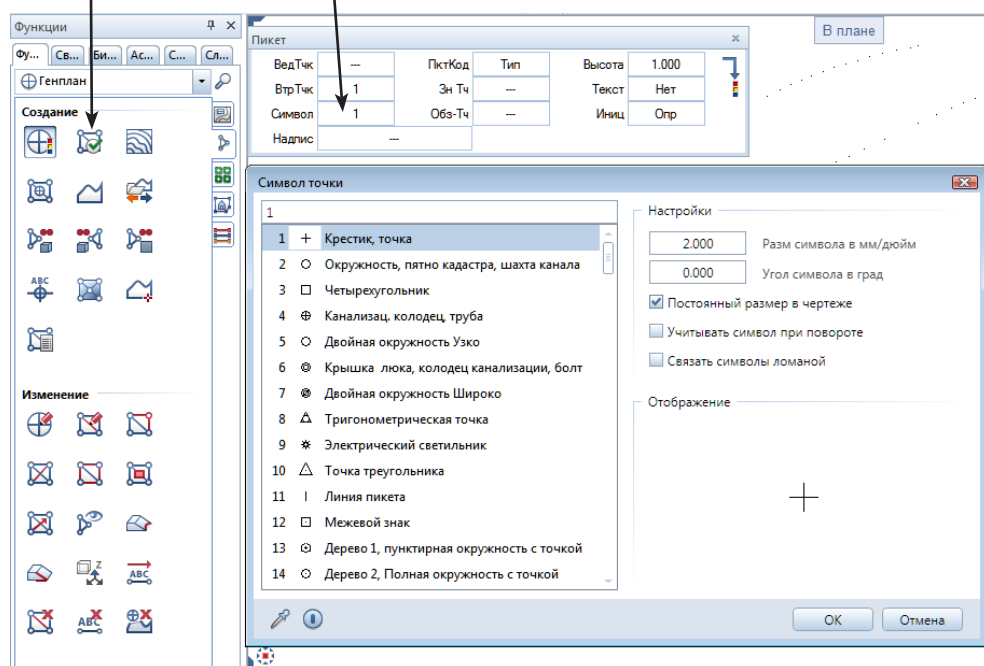 Функции
Фу... Св... Би... Ас... С... Сл...
Генплан
Создание
ABC
Изменение
Z
ABC
ABC
В плане
Пикет
ВедТчк --- ПктКод Тип Высота 1.000
ВтрТчк 1 Зн Тч --- Текст Нет
Символ 1 Обз-Тч --- Иниц Опр
Надпис ---
Символ точки
1
1 Крестик, точка
2 Окружность, пятно кадастра, шахта канала
3 Четырехугольник
4 Канализац. колодец, труба
5 Двойная окружность Узко
6 Крышка люка, колодец канализации, болт
7 Двойная окружность Широко
8 Тригонометрическая точка
9 Электрический светильник
10 Точка треугольника
11 Линия пикета
12 Межевой знак
13 Дерево 1, пунктирная окружность с точкой
14 Дерево 2, Полная окружность с точкой
Настройки
2.000 Разм символа в мм/дюйм
0.000 Угол символа в град
Постоянный размер в чертеже
Учитывать символ при повороте
Связать символы ломаной
Отображение
OK Отмена